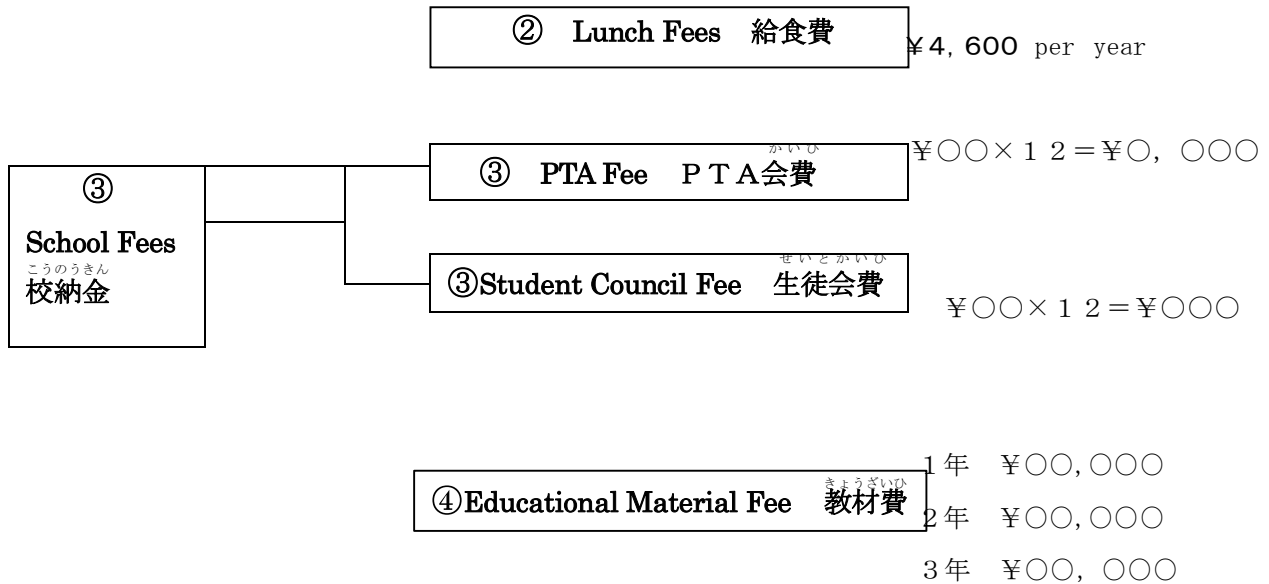 ② Lunch Fees 給食費
¥4,600 per year
かいひ
③ PTA Fee ＰＴＡ会費
¥○○×１２＝¥○，○○○
③
School Fees
こうのうきん
校納金
せいとかいひ
③Student Council Fee 生徒会費
¥○○×１２＝¥○○○
きょうざいひ
④Educational Material Fee 教材費
１年 ¥○○,○○○
２年 ¥○○,○○○
３年 ¥○○，○○○